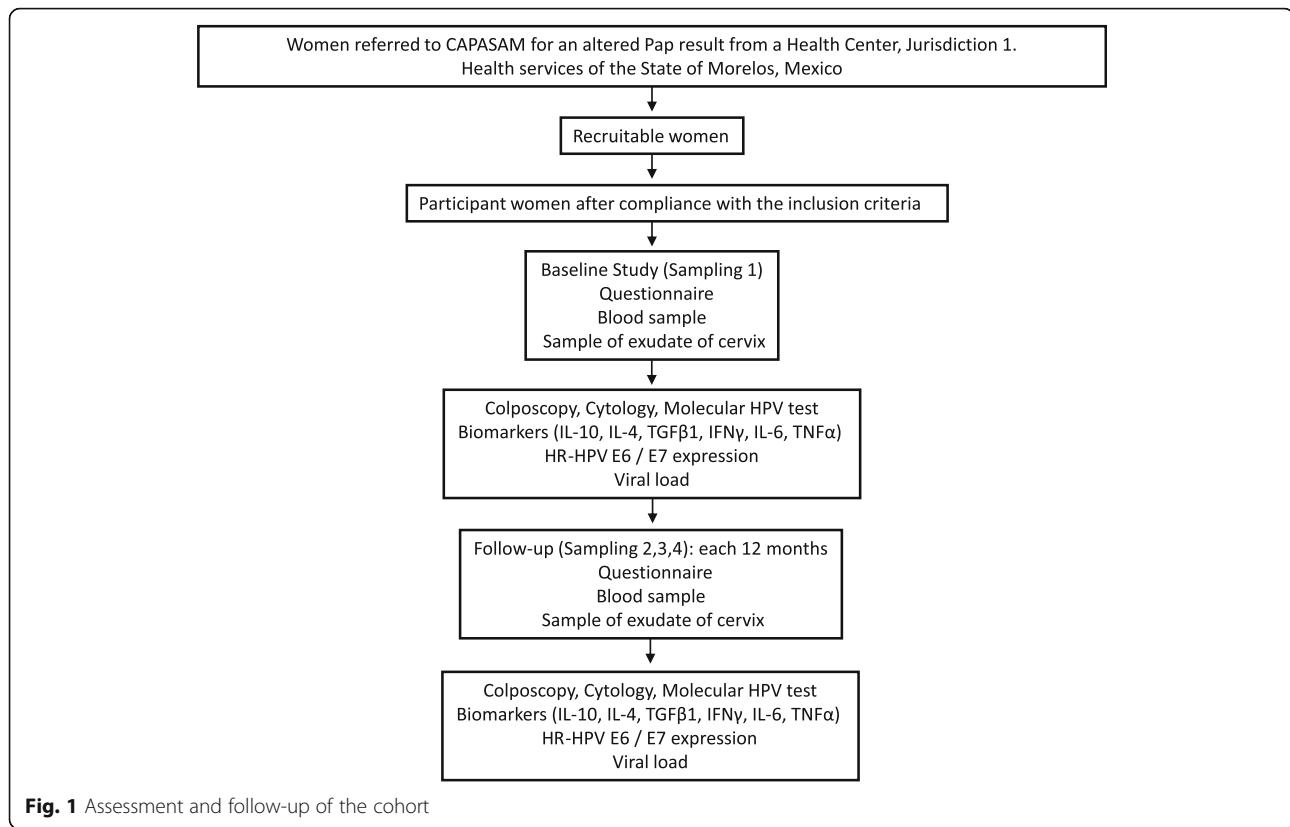 Women referred to CAPASAM for an altered Pap result from a Health Center, Jurisdiction 1.
Health services of the State of Morelos, Mexico
Recruitable women
Participant women after compliance with the inclusion criteria
Baseline Study (Sampling 1)
Questionnaire
Blood sample
Sample of exudate of cervix
Colposcopy, Cytology, Molecular HPV test
Biomarkers (IL-10, IL-4, TGFβ1, IFNγ, IL-6, TNFα)
HR-HPV E6 / E7 expression
Viral load
Follow-up (Sampling 2,3,4): each 12 months
Questionnaire
Blood sample
Sample of exudate of cervix
Colposcopy, Cytology, Molecular HPV test
Biomarkers (IL-10, IL-4, TGFβ1, IFNγ, IL-6, TNFα)
HR-HPV E6 / E7 expression
Viral load
Fig. 1 Assessment and follow-up of the cohort